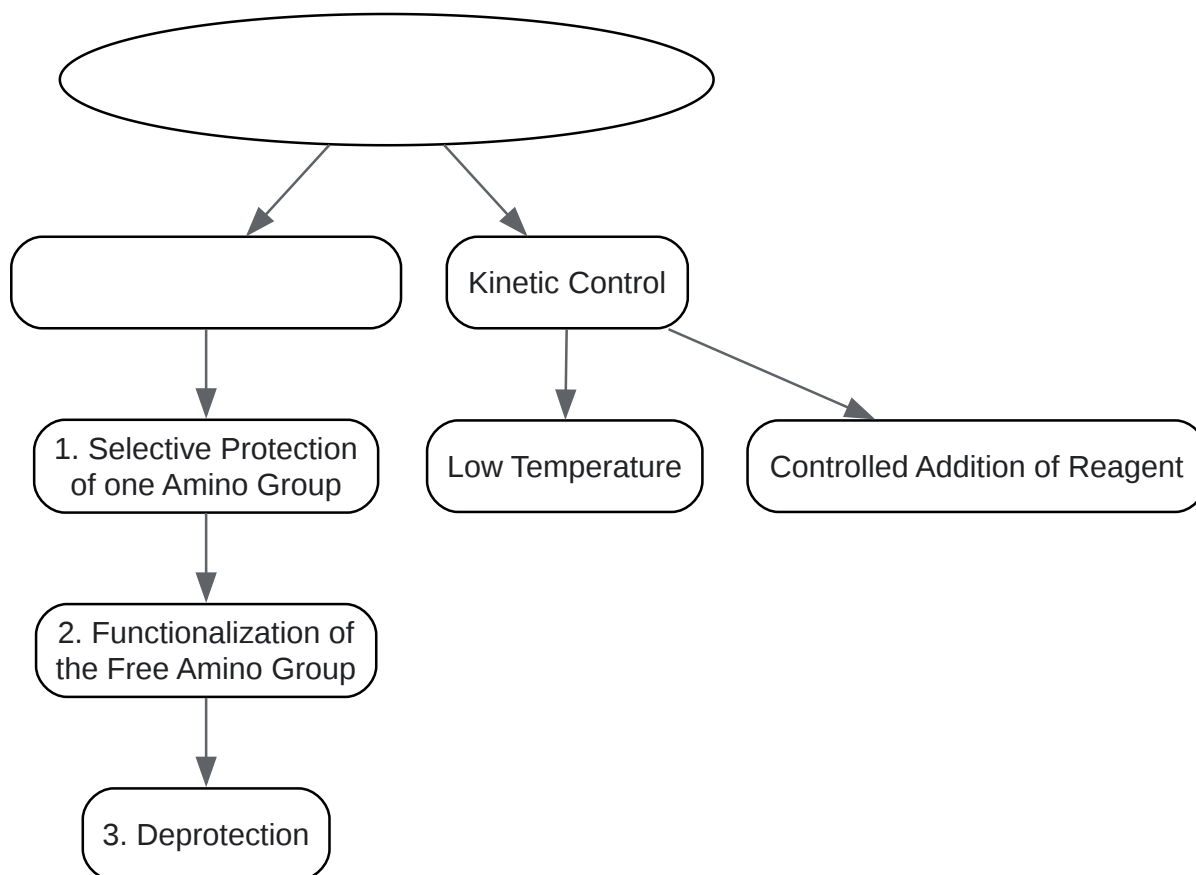 Kinetic Control
1. Selective Protection
of one Amino Group
Low Temperature
Controlled Addition of Reagent
2. Functionalization of
the Free Amino Group
3. Deprotection